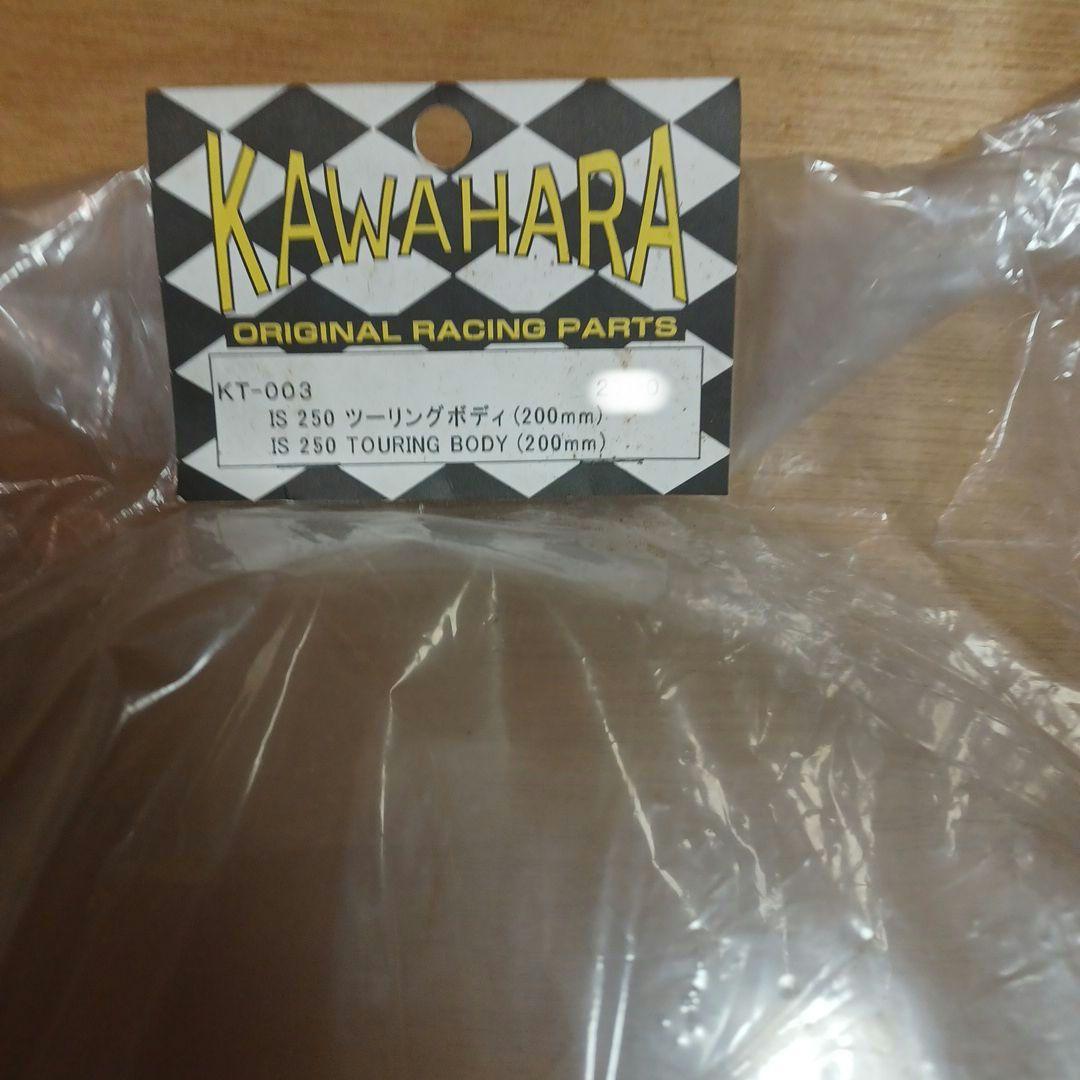 KAWAHARA
ORIGINAL RACING PARTS
KT-003
IS 250 ツーリングボディ(200mm)
IS 250 TOURING BODY (200mm)